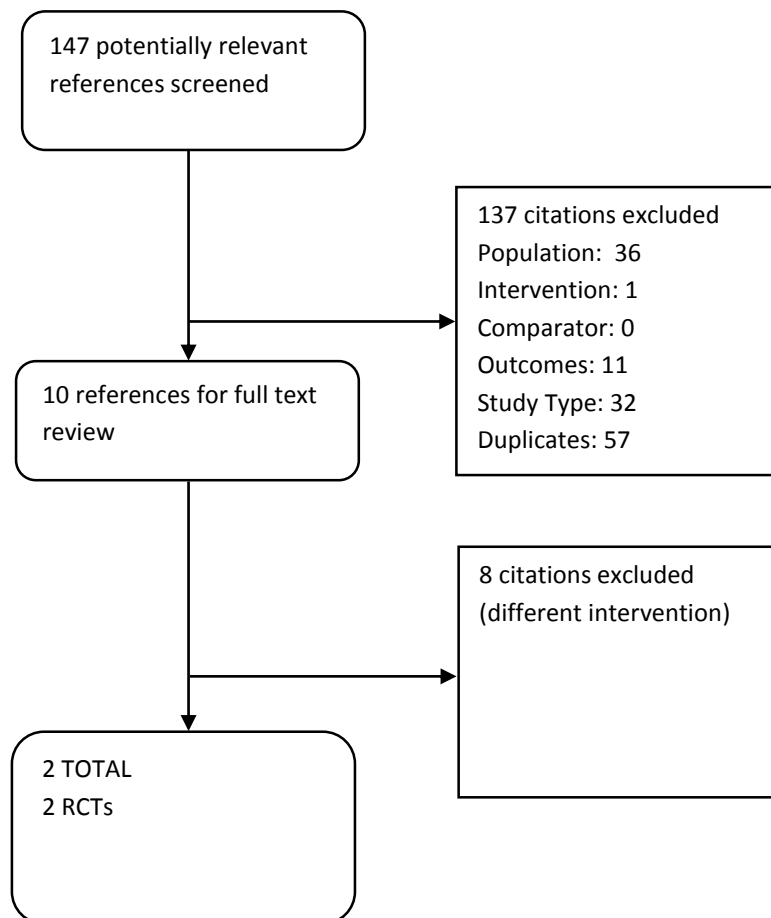 147 potentially relevant
references screened
137 citations excluded
Population:  36
Intervention: 1
Comparator: 0
Outcomes: 11
Study Type: 32
Duplicates: 57
10 references for full text
review
8 citations excluded
(different intervention)
2 TOTAL
2 RCTs